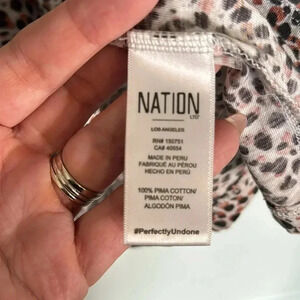 NATION
LTD
LOS ANGELES
RN# 150751
CA# 40554
MADE IN PERU
FABRIQUÉ AU PÉROU
HECHO EN PERÚ
100% PIMA COTTON/
PIMA COTON/
ALGODÓN PIMA
#PerfectlyUndone